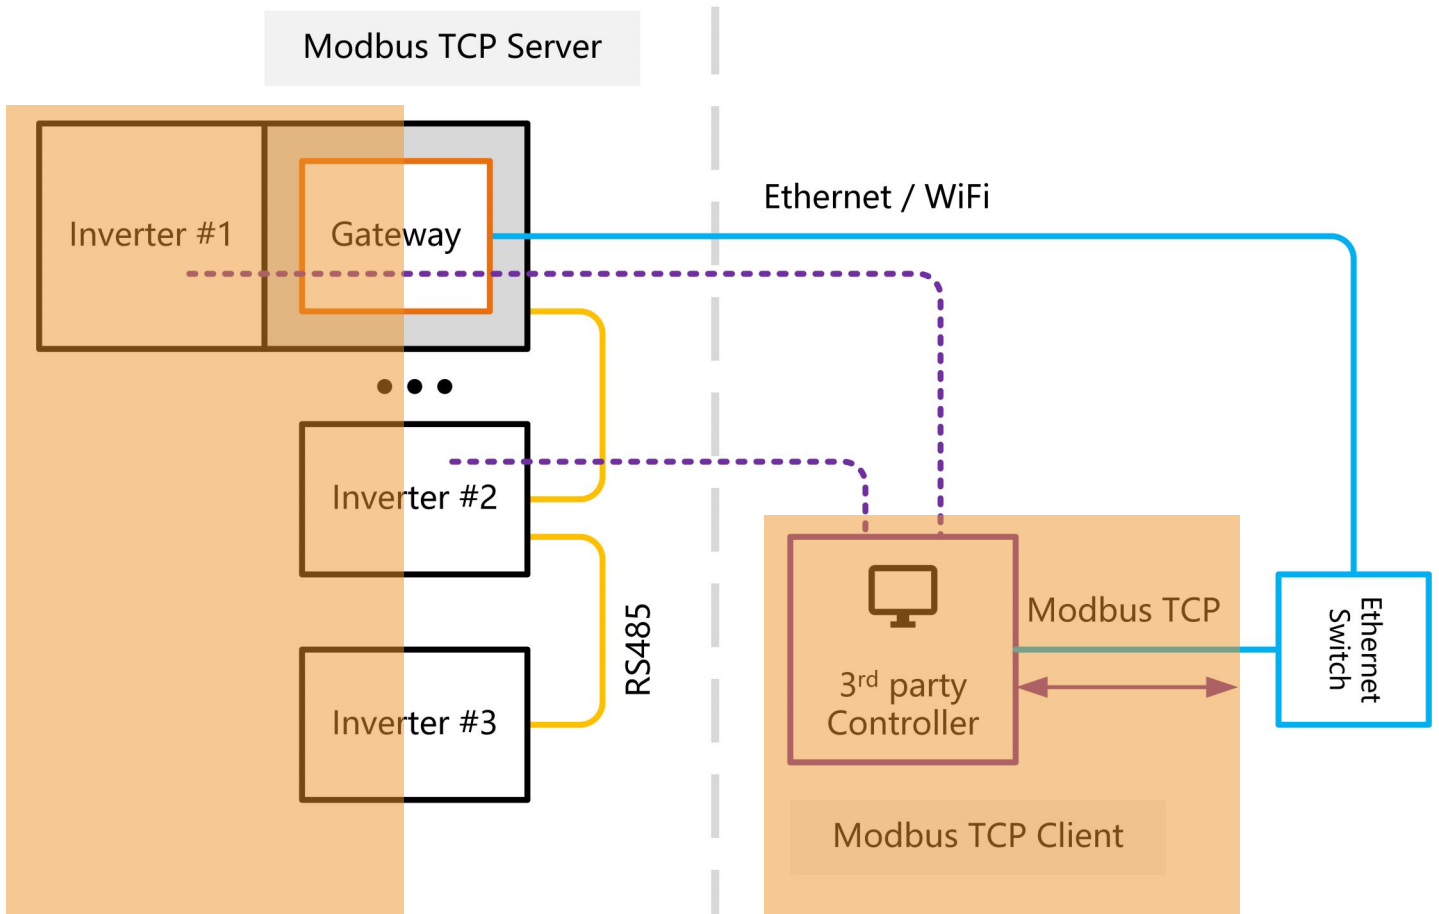 Modbus TCP Server
Ethernet / WiFi
Inverter #1
Gateway
Inverter #2
RS485
Inverter #3
Modbus TCP
Ethernet
Switch
3rd party
Controller
Modbus TCP Client